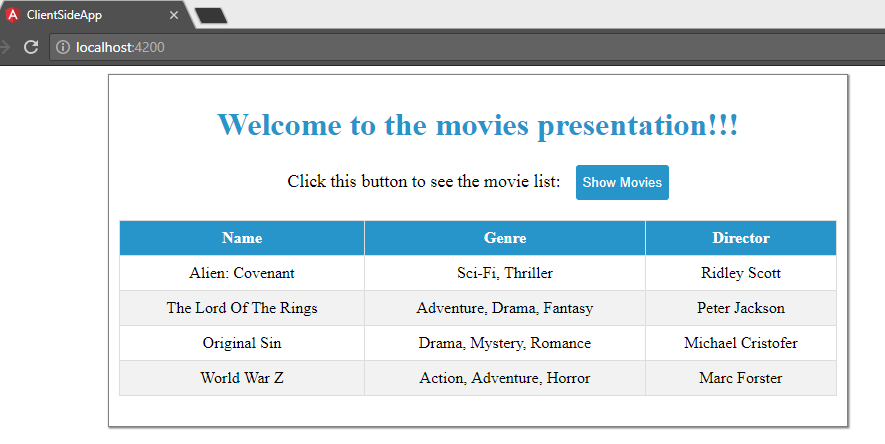 ClientSideApp
localhost:4200
Welcome to the movies presentation!!!
Click this button to see the movie list: Show Movies
Name Genre Director
Alien: Covenant Sci-Fi, Thriller Ridley Scott
The Lord Of The Rings Adventure, Drama, Fantasy Peter Jackson
Original Sin Drama, Mystery, Romance Michael Cristofer
World War Z Action, Adventure, Horror Marc Forster